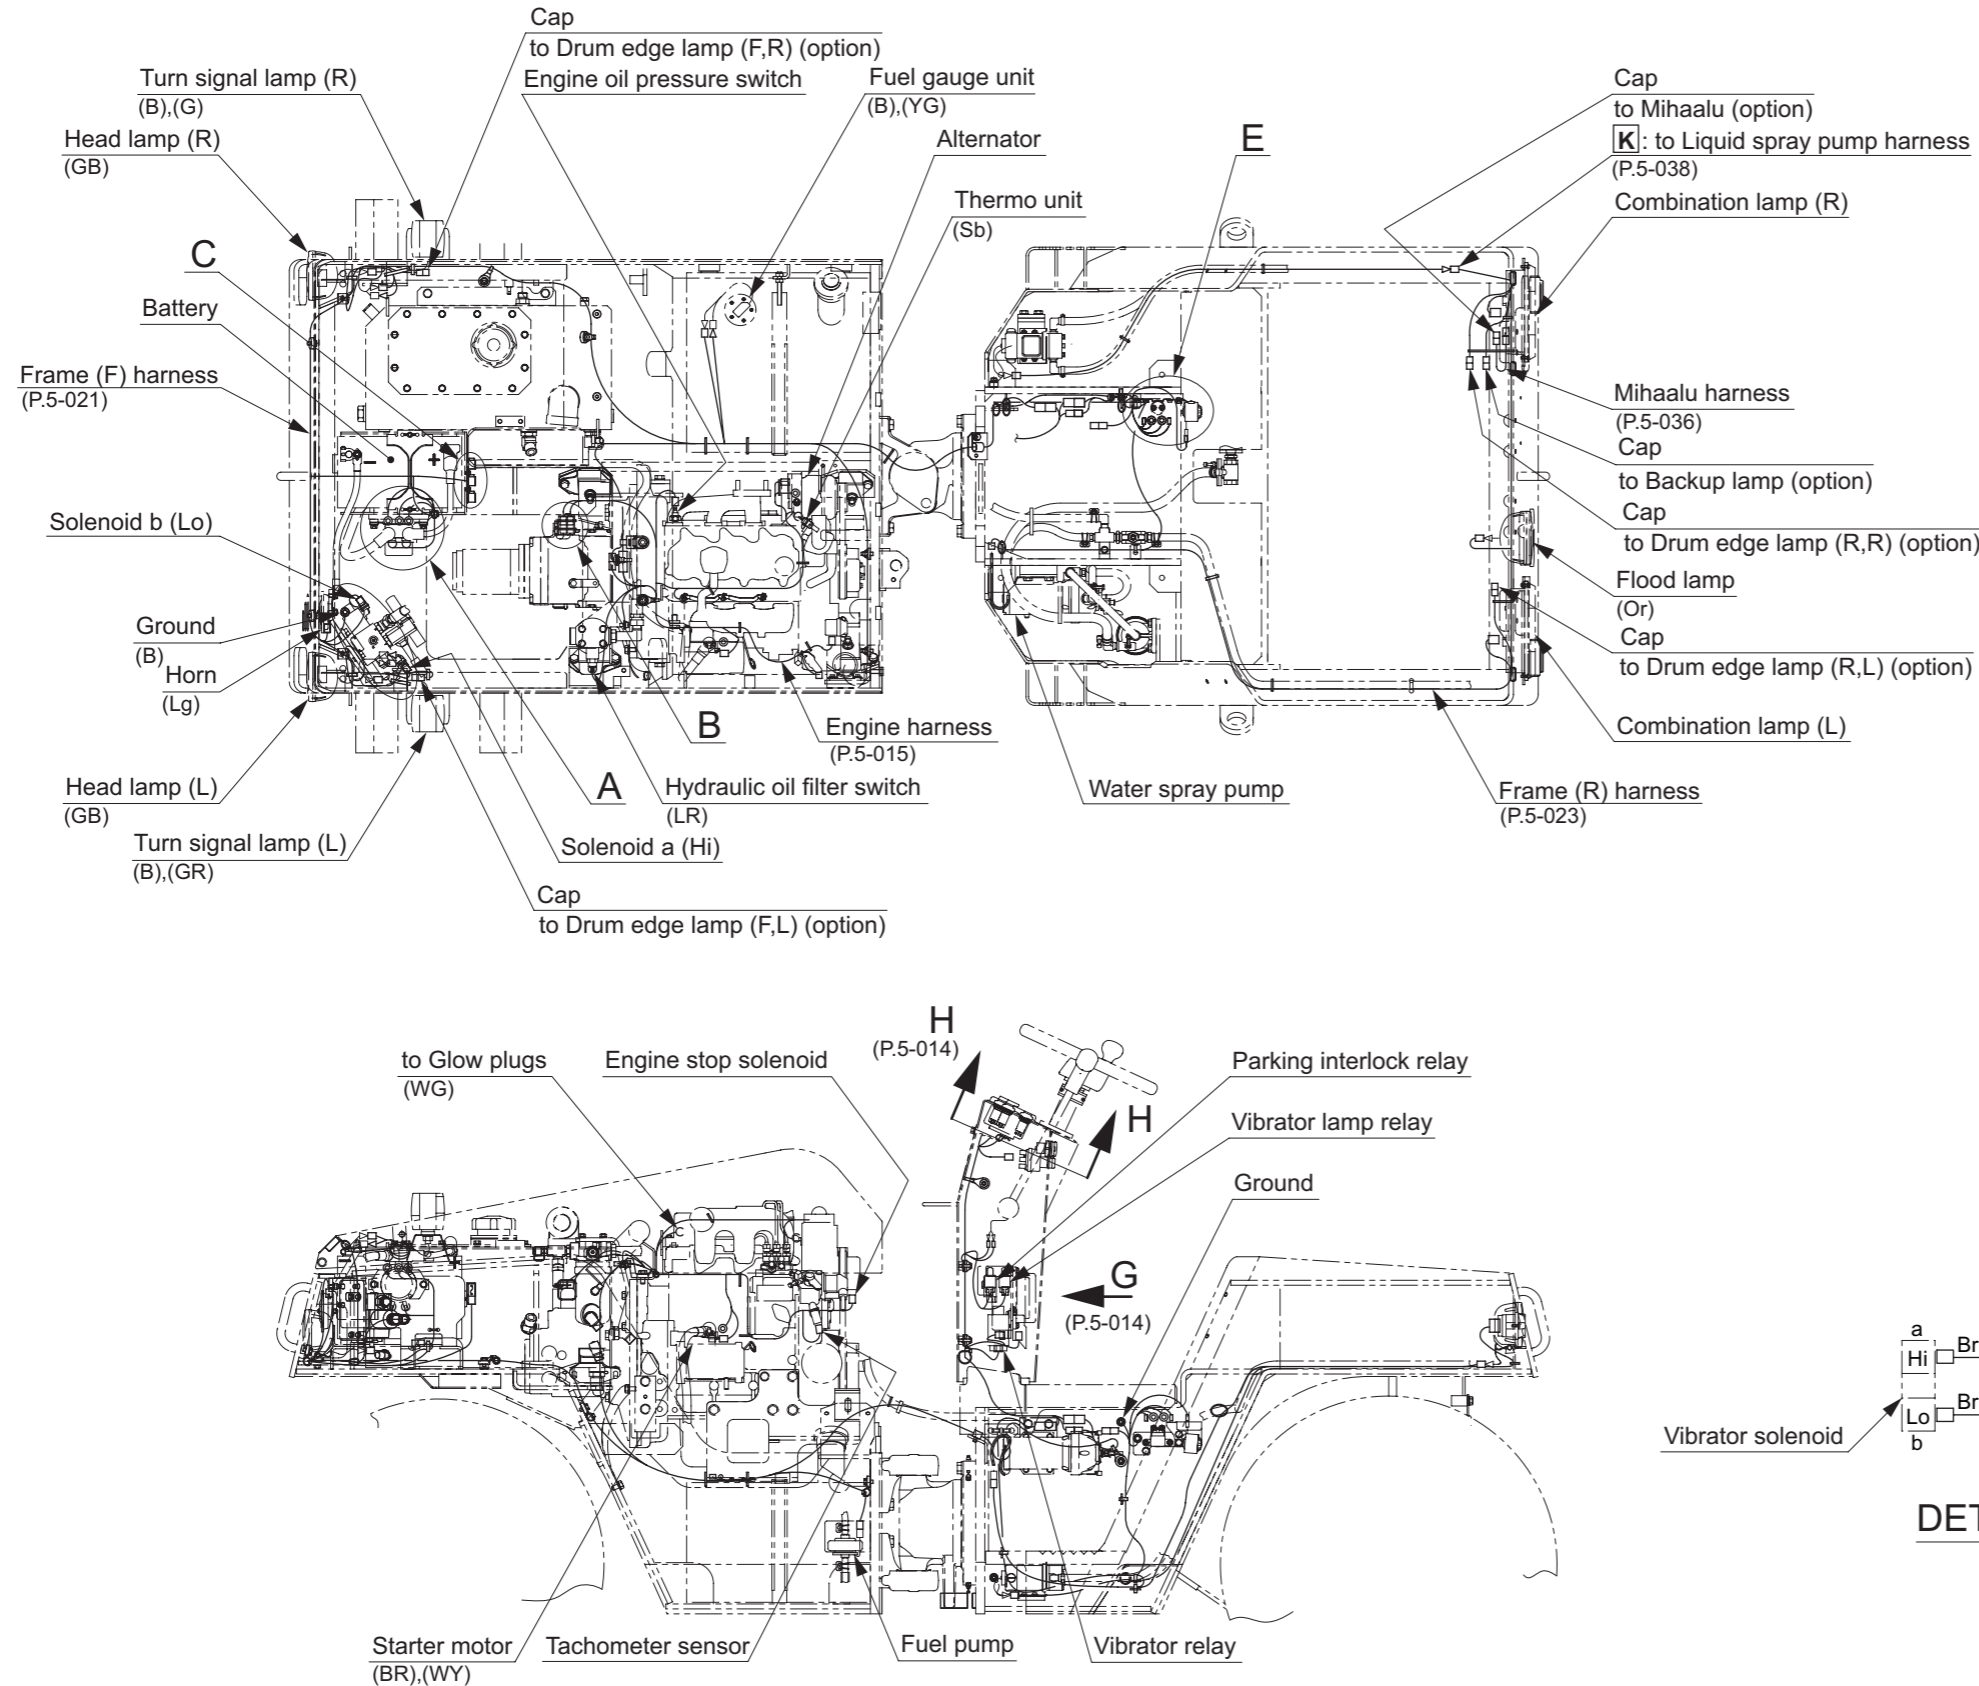 Cap
to Drum edge lamp (F,R) (option)
Turn signal lamp (R)
(B),(G)
Engine oil pressure switch
Fuel gauge unit
(B),(YG)
Cap
to Mihaalu (option)
Head lamp (R)
(GB)
Alternator
E
K : to Liquid spray pump harness
(P.5-038)
Thermo unit
(Sb)
Combination lamp (R)
C
Battery
Frame (F) harness
(P.5-021)
Mihaalu harness
(P.5-036)
Cap
to Backup lamp (option)
− +
Solenoid b (Lo)
Cap
to Drum edge lamp (R,R) (option)
Flood lamp
(Or)
Ground
(B)
Cap
to Drum edge lamp (R,L) (option)
Horn
(Lg)
B
Engine harness
(P.5-015)
Combination lamp (L)
Head lamp (L)
(GB)
A
Hydraulic oil filter switch
(LR)
Water spray pump
Frame (R) harness
(P.5-023)
Turn signal lamp (L)
(B),(GR)
Solenoid a (Hi)
Cap
to Drum edge lamp (F,L) (option)
H
(P.5-014)
to Glow plugs
(WG)
Engine stop solenoid
Parking interlock relay
H
Vibrator lamp relay
Ground
G
(P.5-014)
a
Hi
Br
Lo
Br
b
Vibrator solenoid
DET
Starter motor
(BR),(WY)
Tachometer sensor
Fuel pump
Vibrator relay